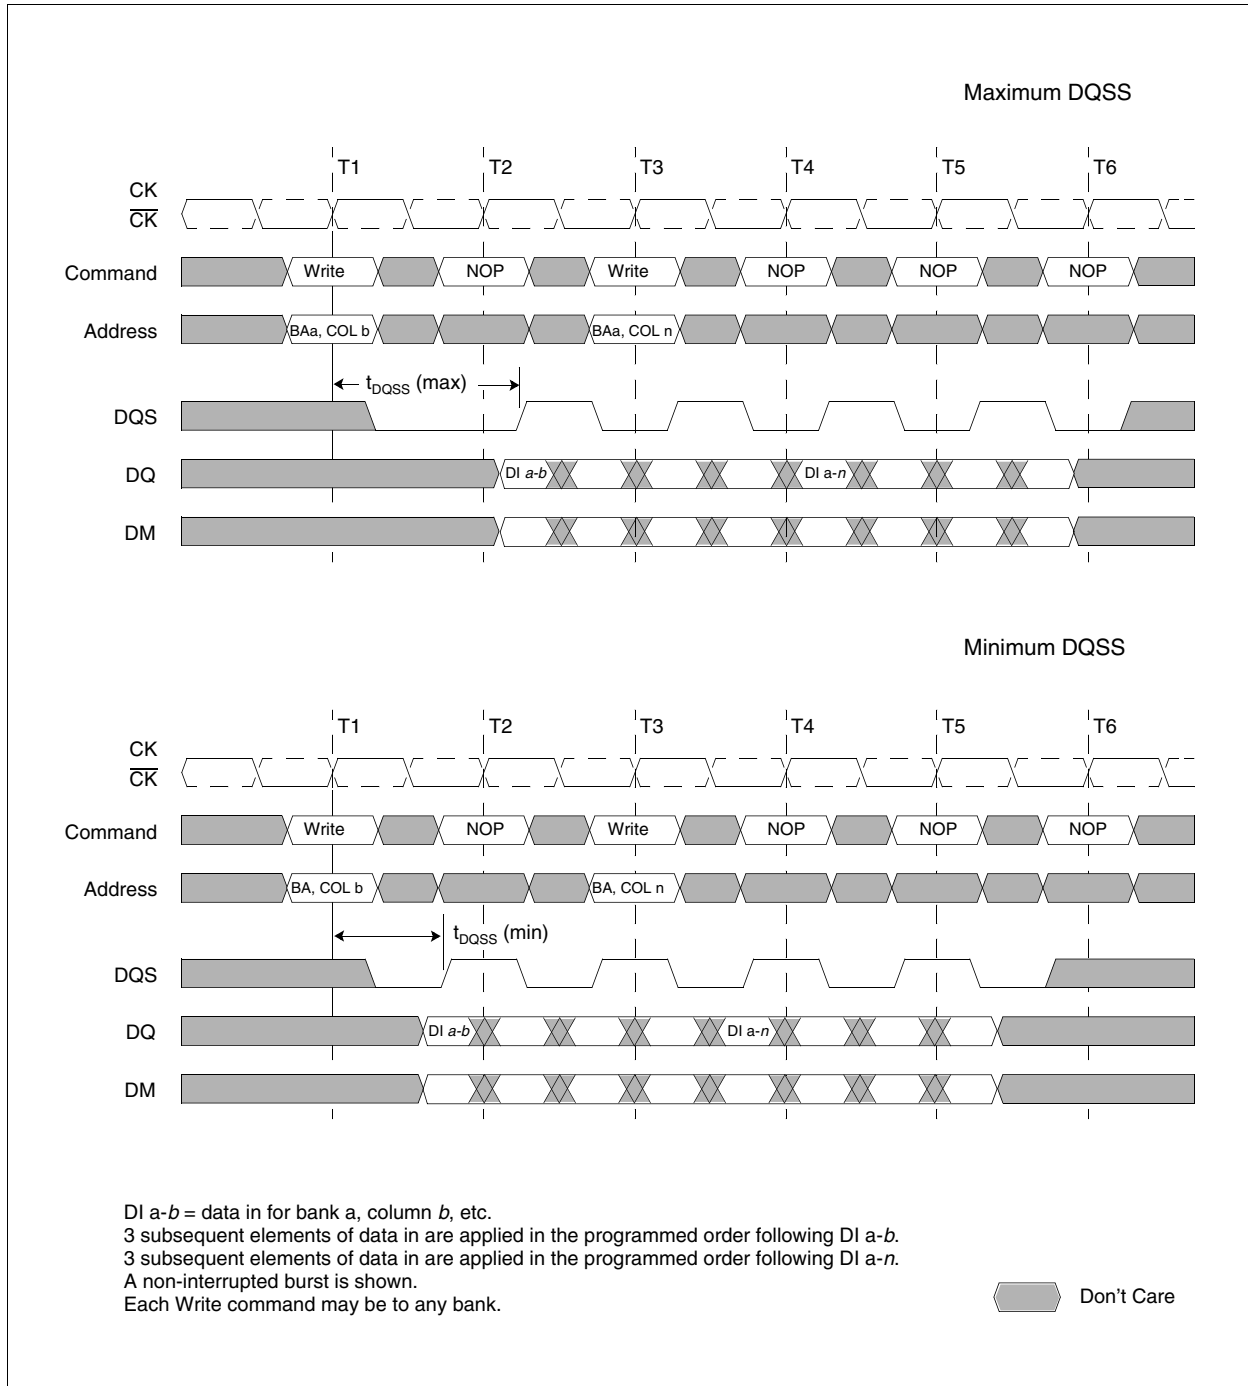 Maximum DQSS
T1 T2 T3 T4 T5 T6
CK
CK
Command Write NOP Write NOP NOP NOP
Address BAa, COL b BAa, COL n
tDQSS (max)
DQS
DQ DI a-b DI a-n
DM
Minimum DQSS
T1 T2 T3 T4 T5 T6
CK
CK
Command Write NOP Write NOP NOP NOP
Address BA, COL b BA, COL n
tDQSS (min)
DQS
DQ DI a-b DI a-n
DM
DI a-b = data in for bank a, column b, etc.
3 subsequent elements of data in are applied in the programmed order following DI a-b.
3 subsequent elements of data in are applied in the programmed order following DI a-n.
A non-interrupted burst is shown.
Each Write command may be to any bank.
Don't Care